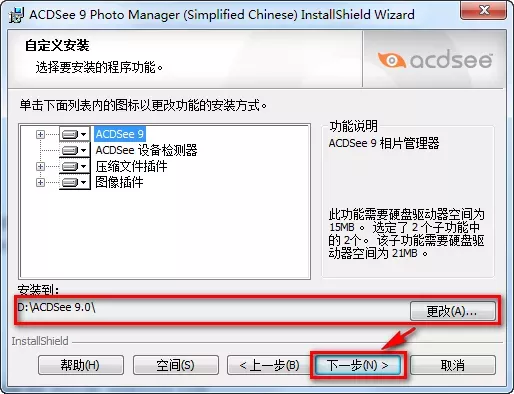 ACDSee 9 Photo Manager (Simplified Chinese) InstallShield Wizard
自定义安装
选择要安装的程序功能。
acdsee
单击下面列表内的图标以更改功能的安装方式。
ACDSee 9
ACDSee 设备检测器
压缩文件插件
图像插件
功能说明
ACDSee 9 相片管理器
此功能需要硬盘驱动器空间为
15MB 。 选定了 2 个子功能中
的 2个。 该子功能需要硬盘驱
动器空间为 21MB 。
安装到:
D:\ACDSee 9.0\
更改(A)...
InstallShield
帮助(H)
空间(S)
< 上一步(B)
下一步(N) >
取消